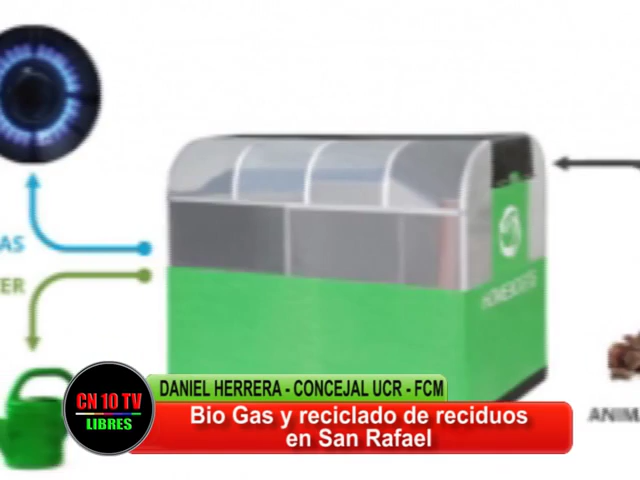 AS
ER
HOMEBIOGAS
ANIMA
CN 10 TV
LIBRES
DANIEL HERRERA - CONCEJAL UCR - FCM
Bio Gas y reciclado de reciduos
en San Rafael